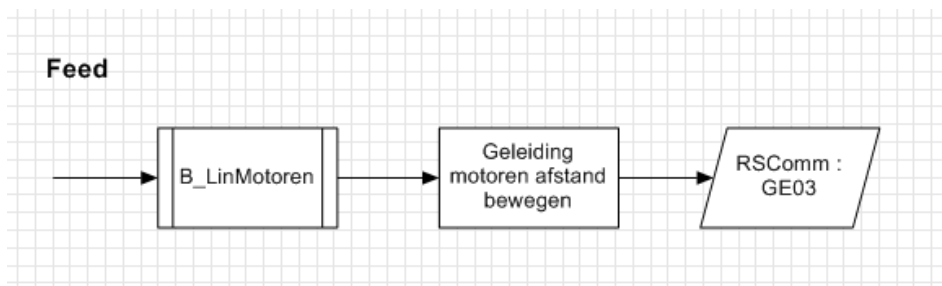 Feed
B_LinMotoren
Geleiding
motoren afstand
bewegen
RSComm :
GE03